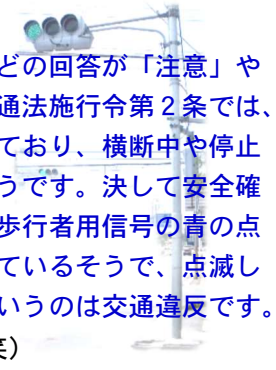 どの回答が「注意」や
通法施行令第２条では、
ており、横断中や停止
うです。決して安全確
歩行者用信号の青の点
ているそうで、点滅し
いうのは交通違反です。
笑）